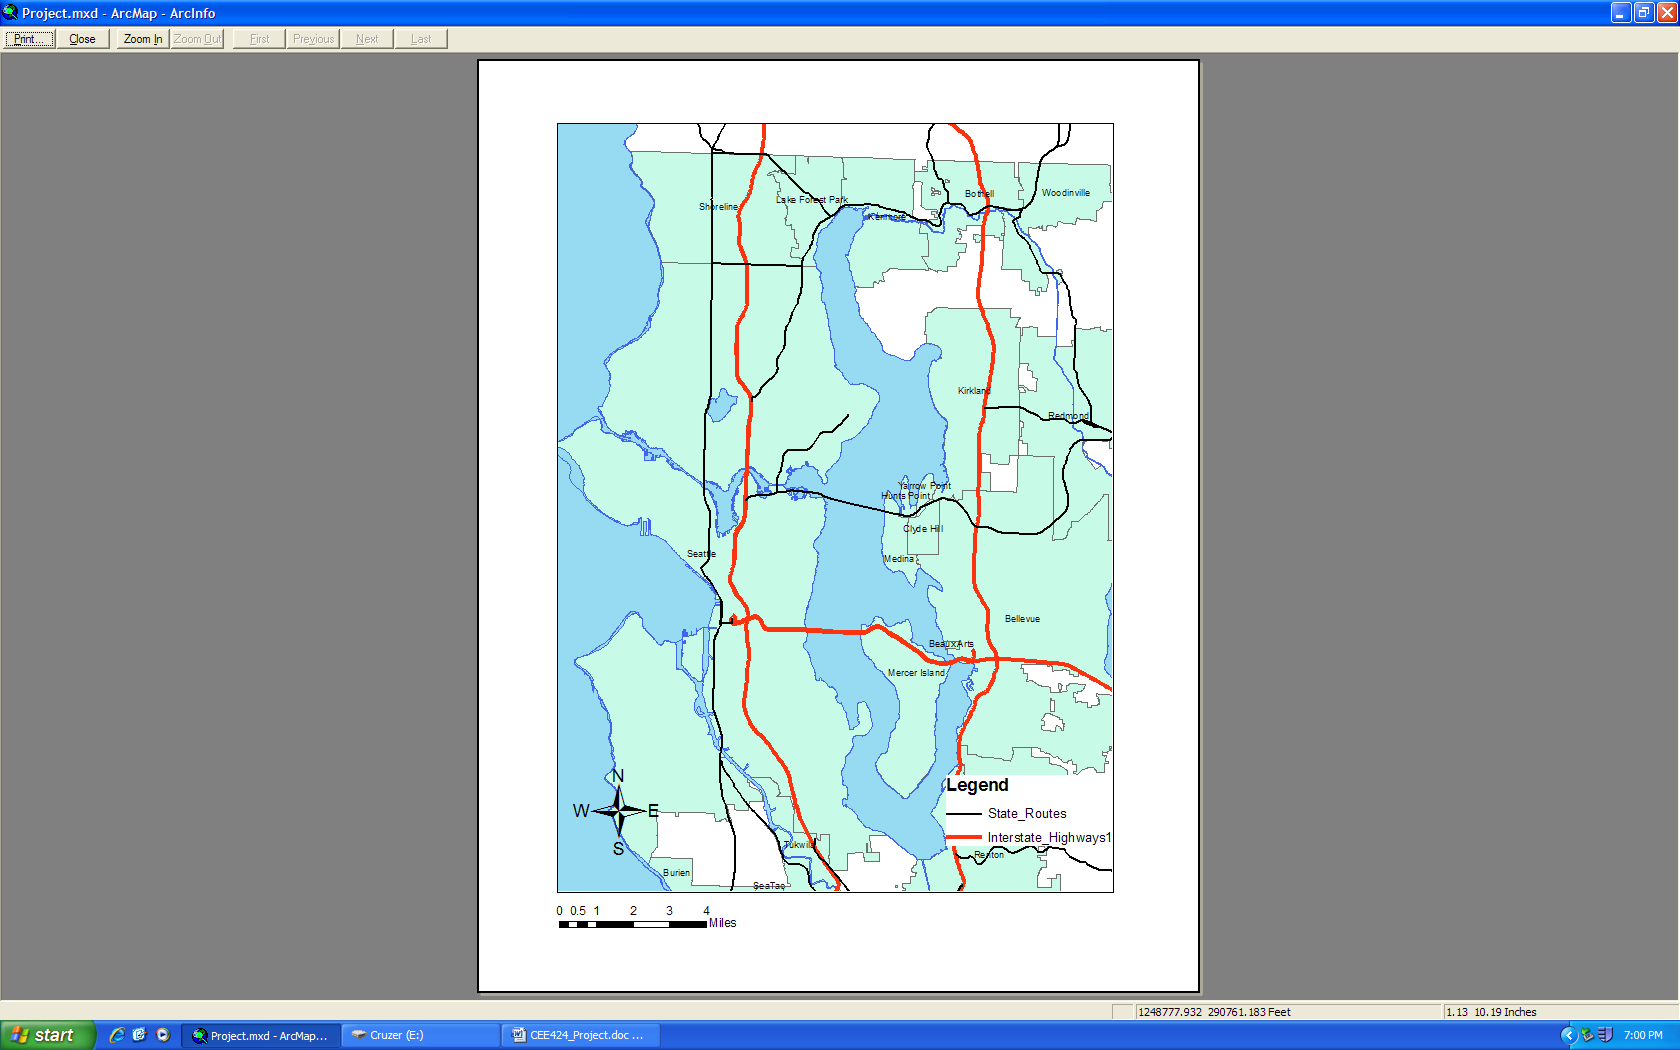 Project.mxd - ArcMap - ArcInfo
Print... Close Zoom In Zoom Out First Previous Next Last
Bothell
Woodinville
Lake Forest Park
Shoreline
Kenmore
Kirkland
Redmond
Yarrow Point
Hunts Point
Clyde Hill
Seattle
Medina
Bellevue
Beaux Arts
Mercer Island
N
W E
S
Legend
State_Routes
Interstate_Highways1
Tukwila
Renton
Burien
SeaTac
0 0.5 1 2 3 4
Miles
1248777.932 290761.183 Feet
1.13 10.19 Inches
start
Project.mxd - ArcMap...
Cruzer (E:)
CEE424_Project.doc ...
7:00 PM